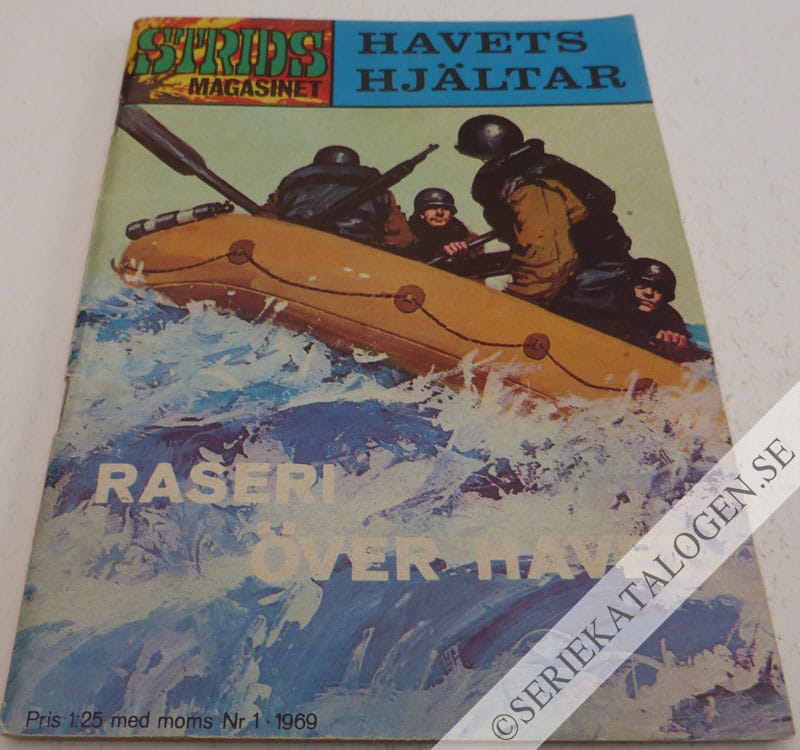 STRIDS
MAGASINET
HAVETS
HJÄLTAR
RASERI
ÖVER
Pris 1:25 med moms Nr 1 · 1969
©SERIEKATALOGEN.SE